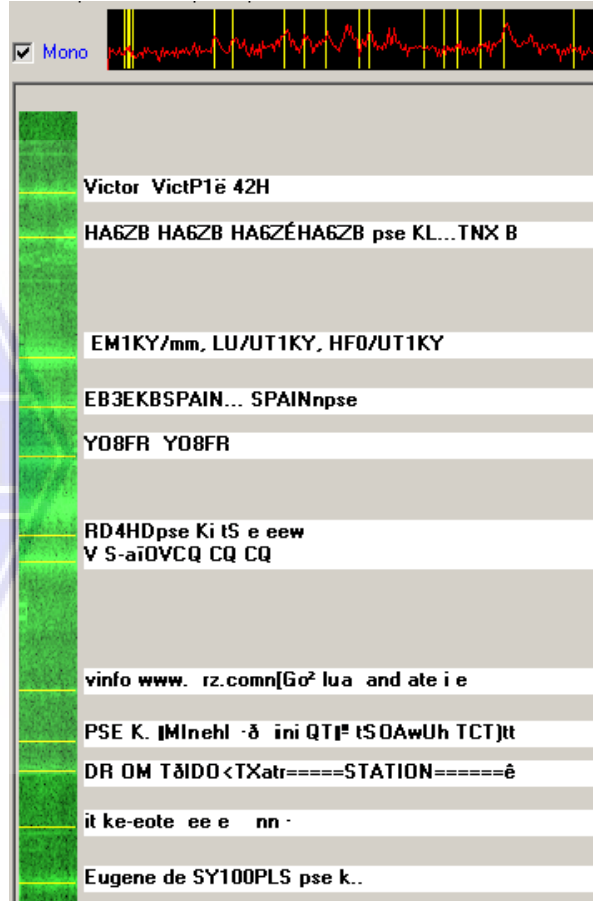 Mono
Victor VictP1ë 42H
HA6ZB HA6ZB HA6ZÉHA6ZB pse KL...TNX B
EM1KY/mm, LU/UT1KY, HF0/UT1KY
EB3EKBSPAIN... SPAINnpse
YO8FR YO8FR
RD4HDpse Ki tS e eew
V S-aïOVCQ CQ CQ
vinfo www. rz.comn[Go² lua and ate i e
PSE K. ini tSOAwUh TCT)tt
DR OM TðIDO<TXatr=====STATION======ê
it ke-eote ee e nn ·
Eugene de SY100PLS pse k..